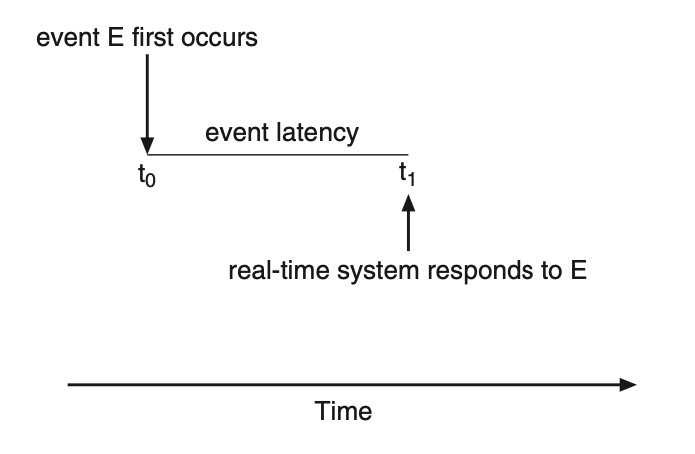 event E first occurs
event latency
t₀
t₁
real-time system responds to E
Time